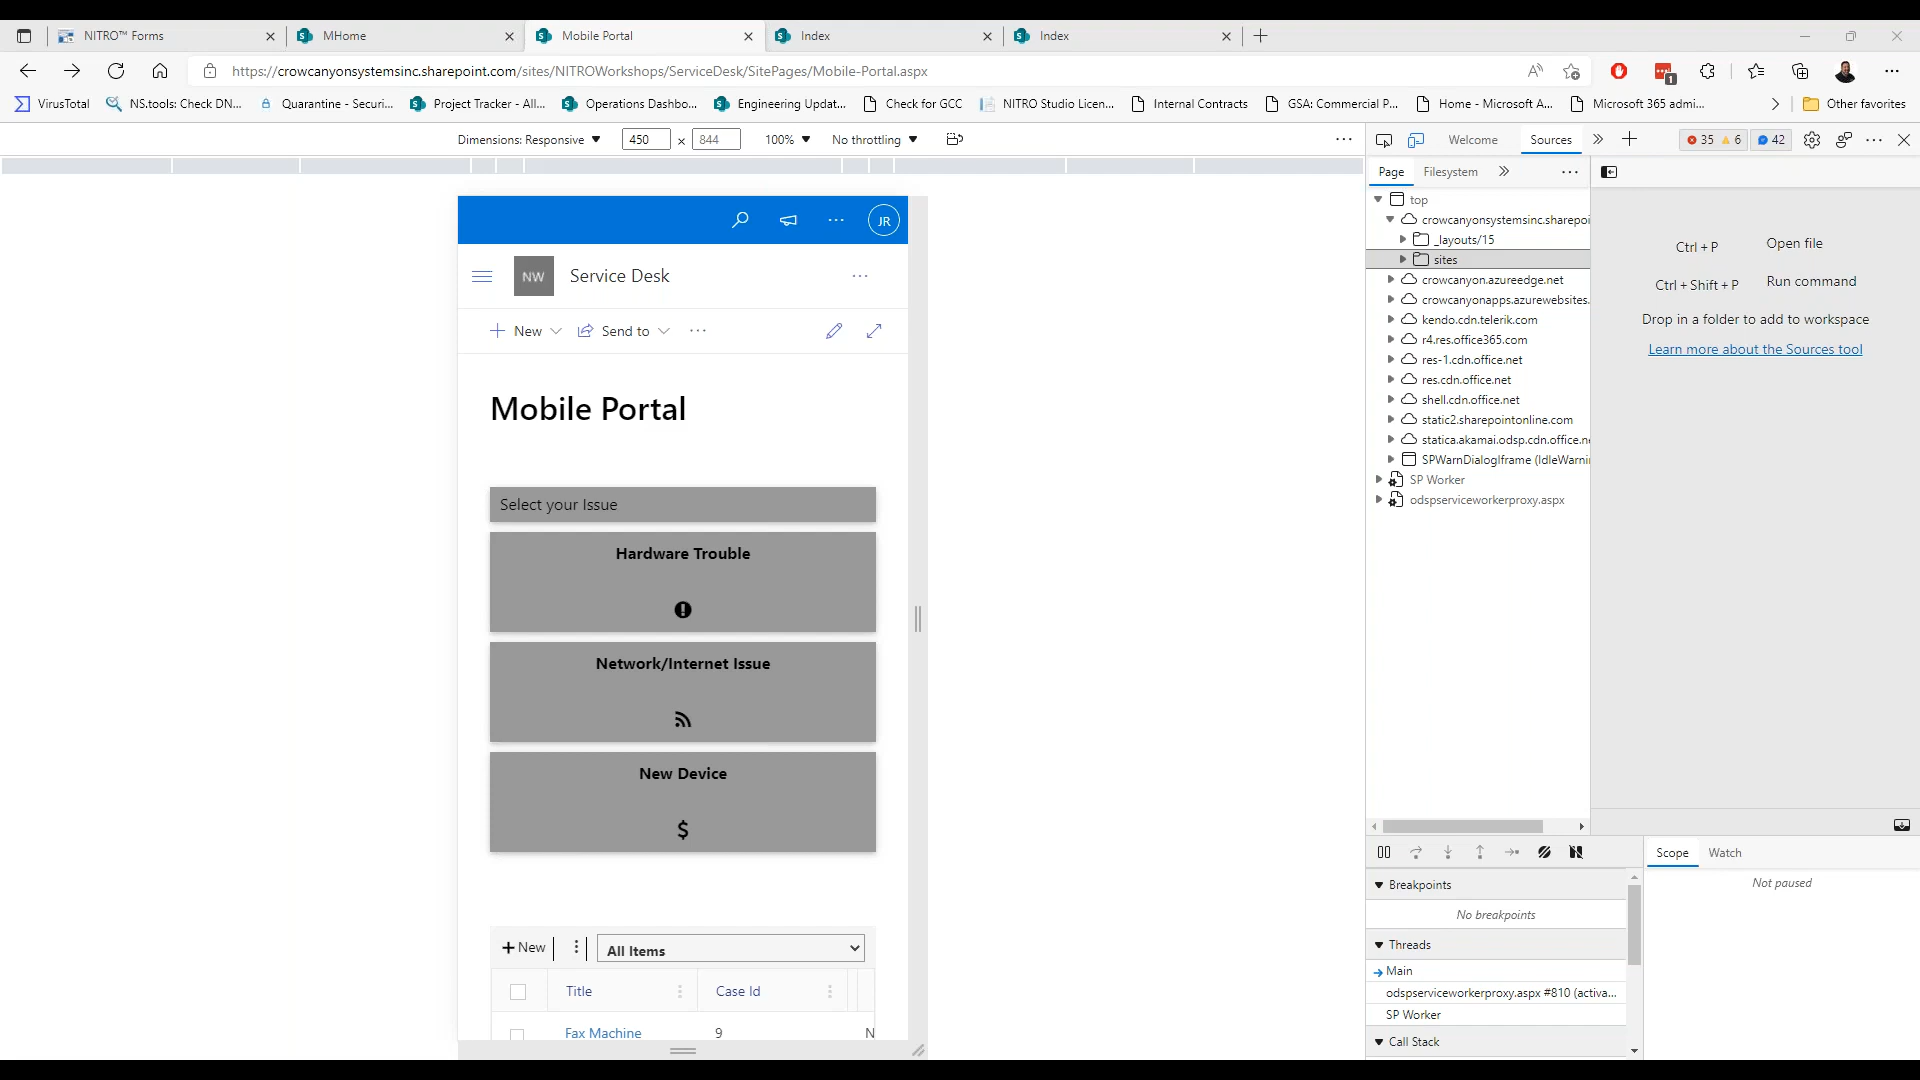 NITRO™ Forms
MHome
Mobile Portal
Index
Index
https://crowcanyonsystemsinc.sharepoint.com/sites/NITROWorkshops/ServiceDesk/SitePages/Mobile-Portal.aspx
1
VirusTotal
NS.tools: Check DN...
Quarantine - Securi...
Project Tracker - All...
Operations Dashbo...
Engineering Updat...
Check for GCC
NITRO Studio Licen...
Internal Contracts
GSA: Commercial P...
Home - Microsoft A...
Microsoft 365 admi...
Other favorites
Dimensions: Responsive
450 × 844
100%
No throttling
Welcome
Sources
35 6
42
Page
Filesystem
top
crowcanyonsystemsinc.sharepoi
_layouts/15
sites
crowcanyon.azureedge.net
crowcanyonapps.azurewebsites.
kendo.cdn.telerik.com
r4.res.office365.com
res-1.cdn.office.net
res.cdn.office.net
shell.cdn.office.net
static2.sharepointonline.com
statica.akamai.odsp.cdn.office.n
SPWarnDialogIframe (IdleWarni
SP Worker
odspserviceworkerproxy.aspx
Ctrl + P Open file
Ctrl + Shift + P Run command
Drop in a folder to add to workspace
Learn more about the Sources tool
JR
NW
Service Desk
New
Send to
Mobile Portal
Select your Issue
Hardware Trouble
Network/Internet Issue
New Device
$
New
All Items
Title
Case Id
Fax Machine
9
N
Breakpoints
No breakpoints
Threads
Main
odspserviceworkerproxy.aspx #810 (activa...
SP Worker
Call Stack
Scope
Watch
Not paused